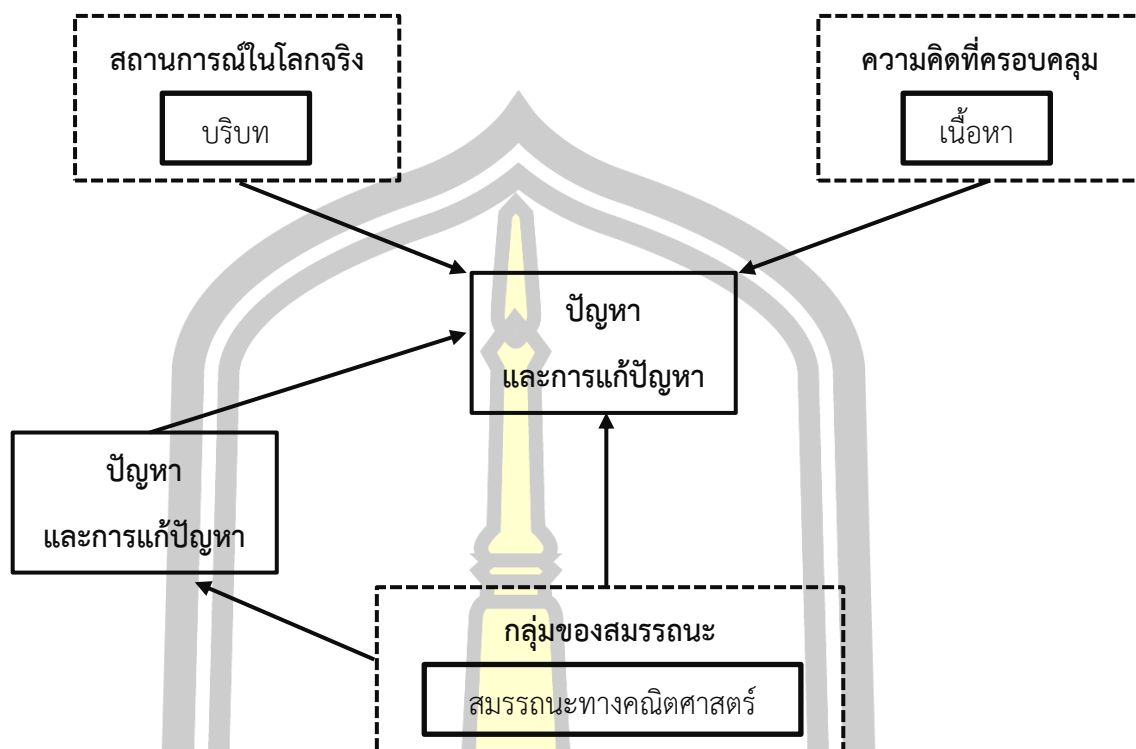 สถานการณ์ในโลกจริง
บริบท
ความคิดที่ครอบคลุม
เนื้อหา
ปัญหา
และการแก้ปัญหา
ปัญหา
และการแก้ปัญหา
กลุ่มของสมรรถนะ
สมรรถนะทางคณิตศาสตร์